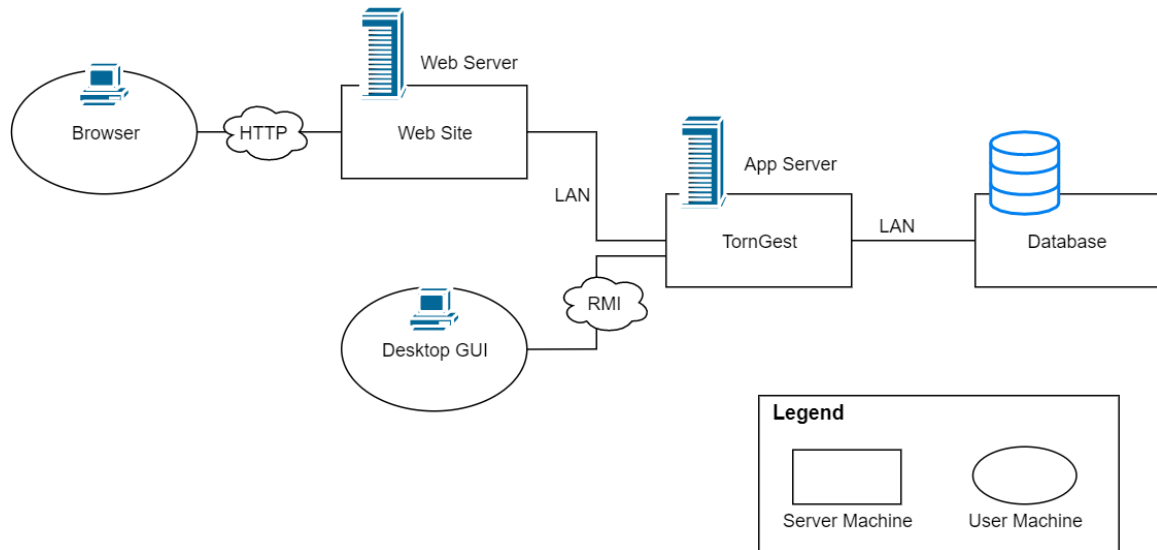 Web Server
Browser
HTTP
Web Site
App Server
LAN
TornGest
LAN
Database
RMI
Desktop GUI
Legend
Server Machine
User Machine